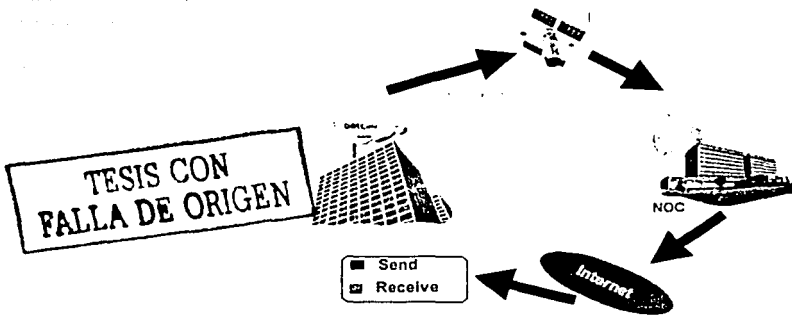 TESIS CON
FALLA DE ORIGEN
NOC
Internet
Send
Receive